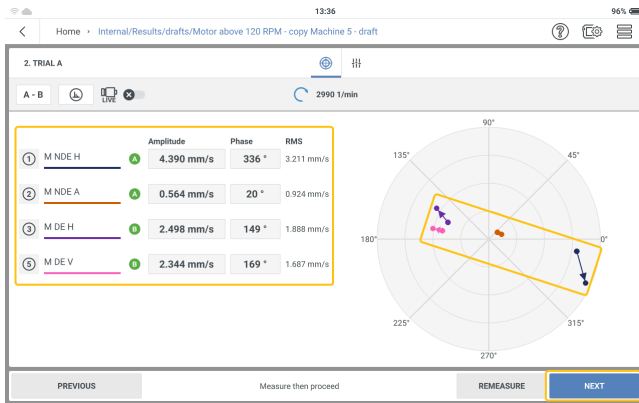 13:36
96%
Home › Internal/Results/drafts/Motor above 120 RPM - copy Machine 5 - draft
?
2. TRIAL A
A - B
LIVE
2990 1/min
Amplitude Phase RMS
1 M NDE H A 4.390 mm/s 336 ° 3.211 mm/s
2 M NDE A A 0.564 mm/s 20 ° 0.924 mm/s
3 M DE H B 2.498 mm/s 149 ° 1.888 mm/s
5 M DE V B 2.344 mm/s 169 ° 1.687 mm/s
90°
135° 45°
180° 0°
225° 315°
270°
PREVIOUS Measure then proceed REMEASURE NEXT